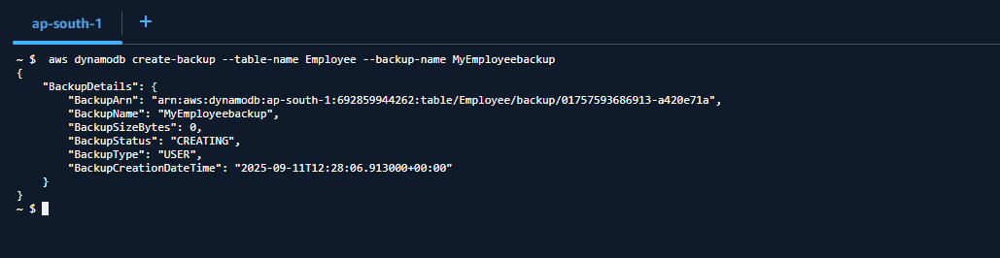 ap-south-1 +
~ $ aws dynamodb create-backup --table-name Employee --backup-name MyEmployeebackup
{
    "BackupDetails": {
        "BackupArn": "arn:aws:dynamodb:ap-south-1:692859944262:table/Employee/backup/01757593686913-a420e71a",
        "BackupName": "MyEmployeebackup",
        "BackupSizeBytes": 0,
        "BackupStatus": "CREATING",
        "BackupType": "USER",
        "BackupCreationDateTime": "2025-09-11T12:28:06.913000+00:00"
    }
}
~ $